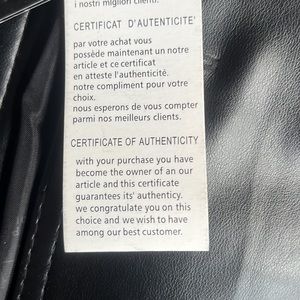 i nostri migliori clienti.
CERTIFICAT D'AUTENTICITE'
par votre achat vous
possède maintenant un notre
article et ce certificat
en atteste l'authenticité.
notre compliment pour votre
choix.
nous esperons de vous compter
parmi nos meilleurs clients.
CERTIFICATE OF AUTHENTICITY
with your purchase you have
become the owner of an our
article and this certificate
guarantees its' authenticy.
we congratulate you on this
choice and we wish to have
among our best customer.